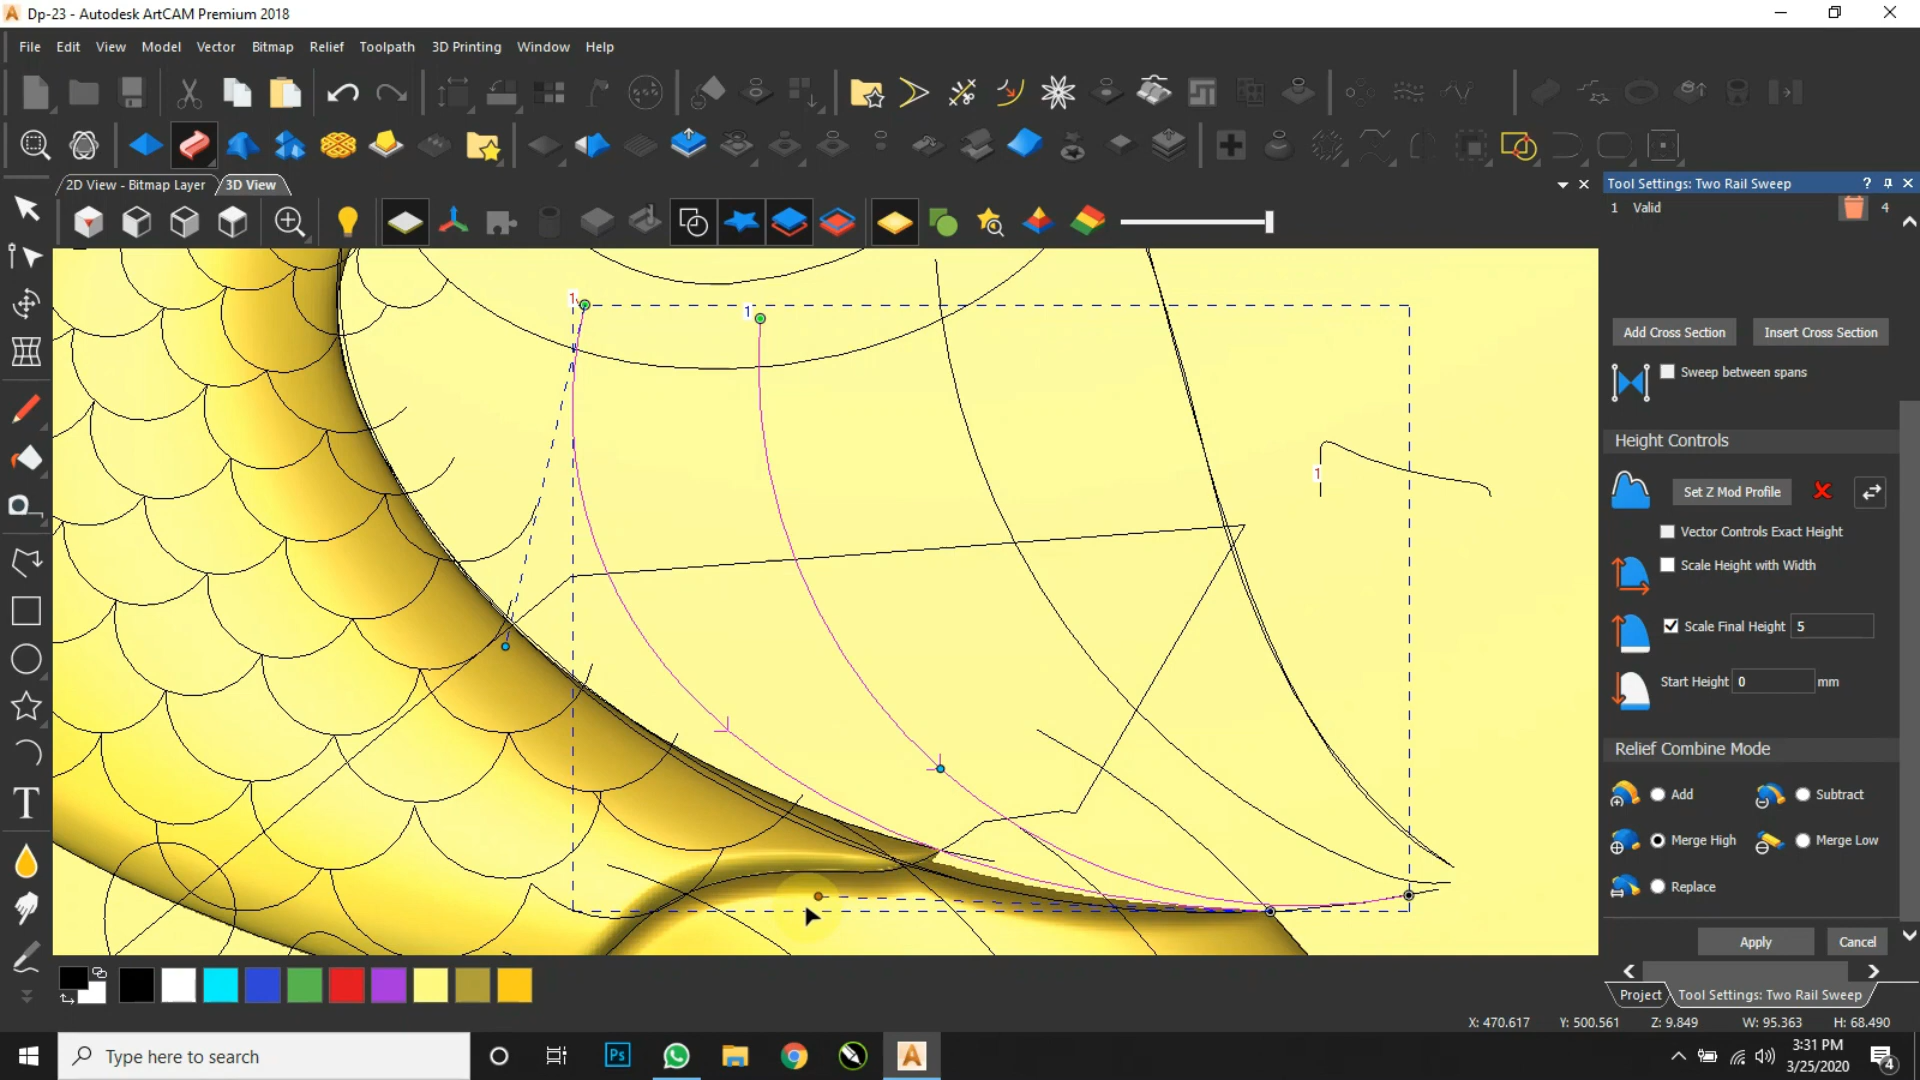 Dp-23 - Autodesk ArtCAM Premium 2018
File Edit View Model Vector Bitmap Relief Toolpath 3D Printing Window Help
2D View - Bitmap Layer 3D View
Tool Settings: Two Rail Sweep ?
1 Valid 4
1
1
1
Add Cross Section Insert Cross Section
Sweep between spans
Height Controls
Set Z Mod Profile
Vector Controls Exact Height
Scale Height with Width
Scale Final Height 5
Start Height 0 mm
Relief Combine Mode
Add Subtract
Merge High Merge Low
Replace
Apply Cancel
Project Tool Settings: Two Rail Sweep
X: 470.617 Y: 500.561 Z: 9.849 W: 95.363 H: 68.490
Type here to search
Ps
3:31 PM
3/25/2020
4